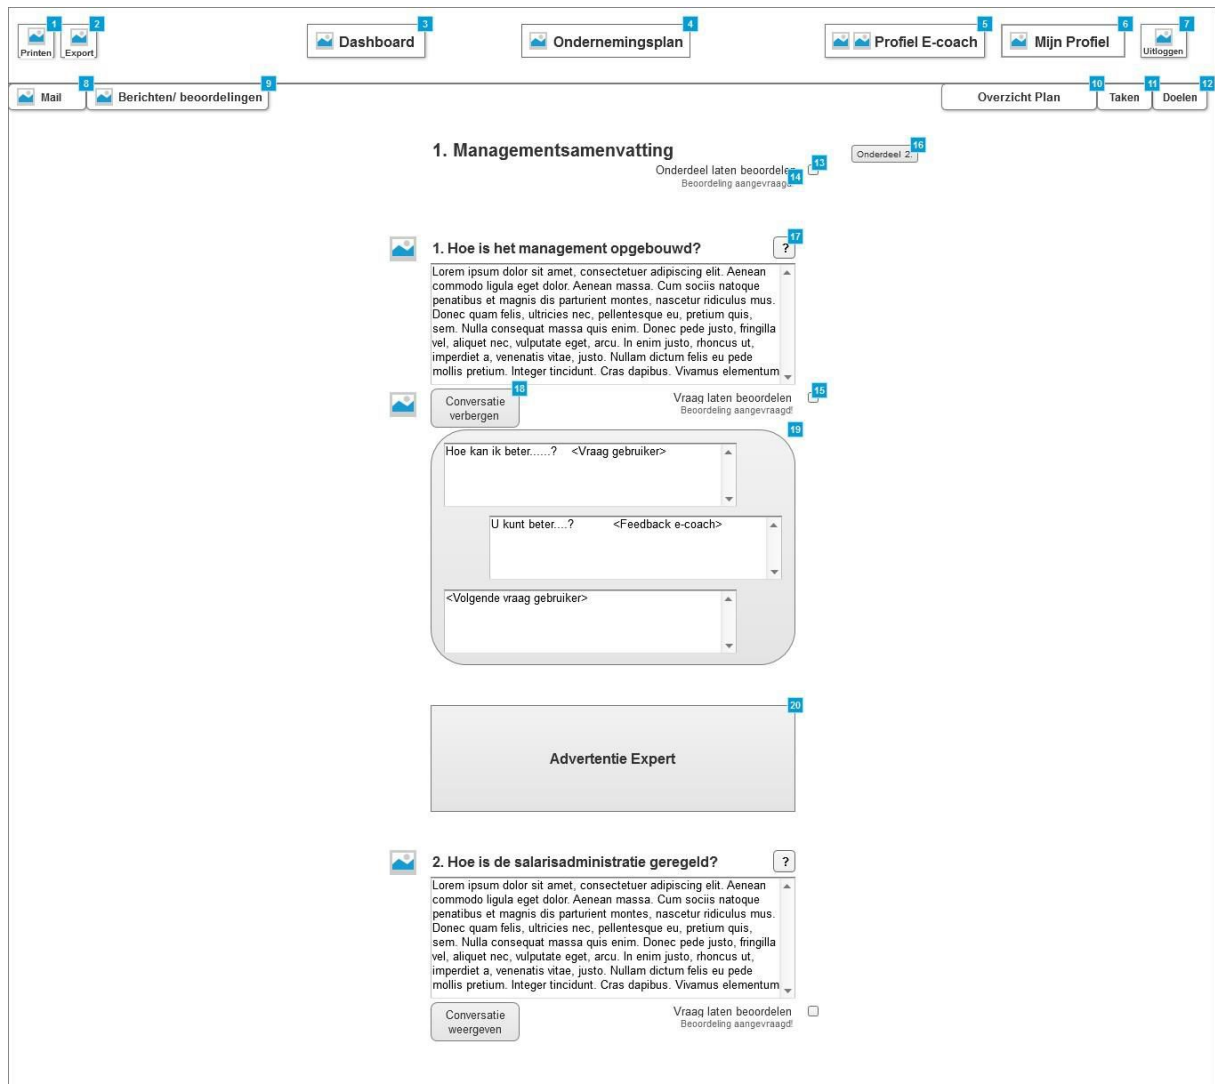 1 2 3 4 5 6 7
Printen Export Dashboard Ondernemingsplan Profiel E-coach Mijn Profiel Uitloggen
8 9 10 11 12
Mail Berichten/ beoordelingen Overzicht Plan Taken Doelen
1. Managementsamenvatting
16
Onderdeel 2.
Onderdeel laten beoordelen 13
Beoordeling aangevraagd! 14
17
1. Hoe is het management opgebouwd? ?
Lorem ipsum dolor sit amet, consectetuer adipiscing elit. Aenean
commodo ligula eget dolor. Aenean massa. Cum sociis natoque
penatibus et magnis dis parturient montes, nascetur ridiculus mus.
Donec quam felis, ultricies nec, pellentesque eu, pretium quis,
sem. Nulla consequat massa quis enim. Donec pede justo, fringilla
vel, aliquet nec, vulputate eget, arcu. In enim justo, rhoncus ut,
imperdiet a, venenatis vitae, justo. Nullam dictum felis eu pede
mollis pretium. Integer tincidunt. Cras dapibus. Vivamus elementum
18 15
Conversatie
verbergen
Vraag laten beoordelen
Beoordeling aangevraagd!
19
Hoe kan ik beter......? <Vraag gebruiker>
U kunt beter....? <Feedback e-coach>
<Volgende vraag gebruiker>
20
Advertentie Expert
2. Hoe is de salarisadministratie geregeld? ?
Lorem ipsum dolor sit amet, consectetuer adipiscing elit. Aenean
commodo ligula eget dolor. Aenean massa. Cum sociis natoque
penatibus et magnis dis parturient montes, nascetur ridiculus mus.
Donec quam felis, ultricies nec, pellentesque eu, pretium quis,
sem. Nulla consequat massa quis enim. Donec pede justo, fringilla
vel, aliquet nec, vulputate eget, arcu. In enim justo, rhoncus ut,
imperdiet a, venenatis vitae, justo. Nullam dictum felis eu pede
mollis pretium. Integer tincidunt. Cras dapibus. Vivamus elementum
Conversatie
weergeven
Vraag laten beoordelen
Beoordeling aangevraagd!